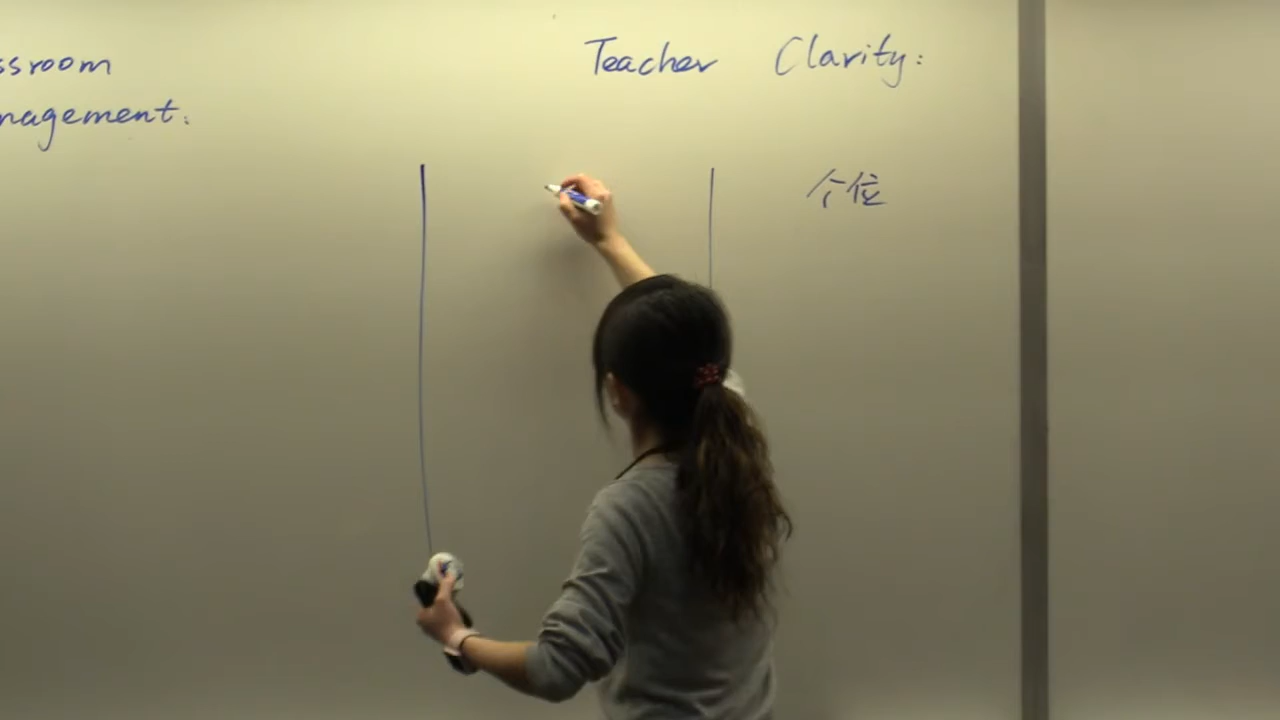 ssroom
nagement:
Teacher Clarity:
个位